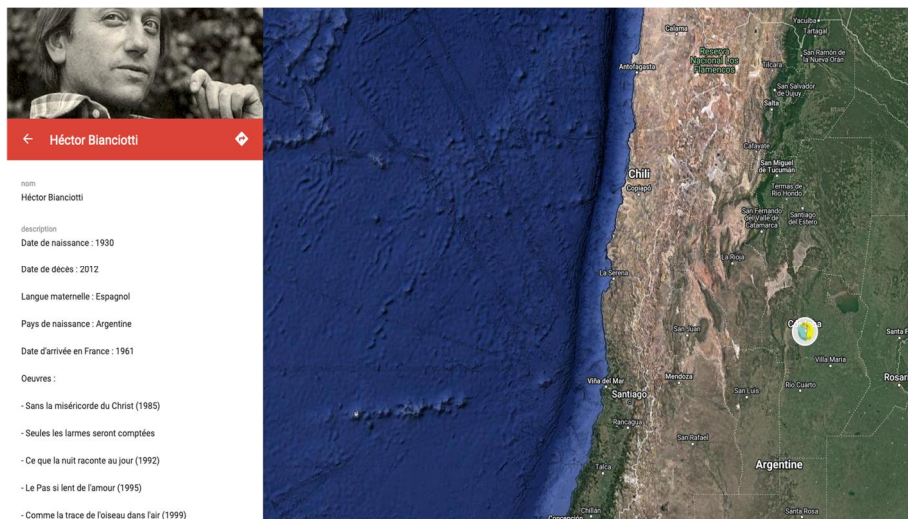 Héctor Bianciotti
nom
Héctor Bianciotti
description
Date de naissance : 1930
Date de décès : 2012
Langue maternelle : Espagnol
Pays de naissance : Argentine
Date d'arrivée en France : 1961
Oeuvres :
- Sans la miséricorde du Christ (1985)
- Seules les larmes seront comptées
- Ce que la nuit raconte au jour (1992)
- Le Pas si lent de l'amour (1995)
- Comme la trace de l'oiseau dans l'air (1999)
Yacuiba
Tartagal
Calama
Reserva
Nacional Los
Flamencos
San Ramón de
la Nueva Orán
Antofagasta
Tilcara
San Salvador
de Jujuy
Salta
Cafayate
Chili
Copiapó
San Miguel
de Tucumán
Termas de
Río Hondo
San Fernando
del Valle de
Catamarca
Santiago
del Estero
La Rioja
La Serena
San Juan
Santa F
Villa María
Viña del Mar
Mendoza
San Luis
Río Cuarto
Rosar
Santiago
Rancagua
San Rafael
Talca
Argentine
Chillán
Santa Rosa
Concepción